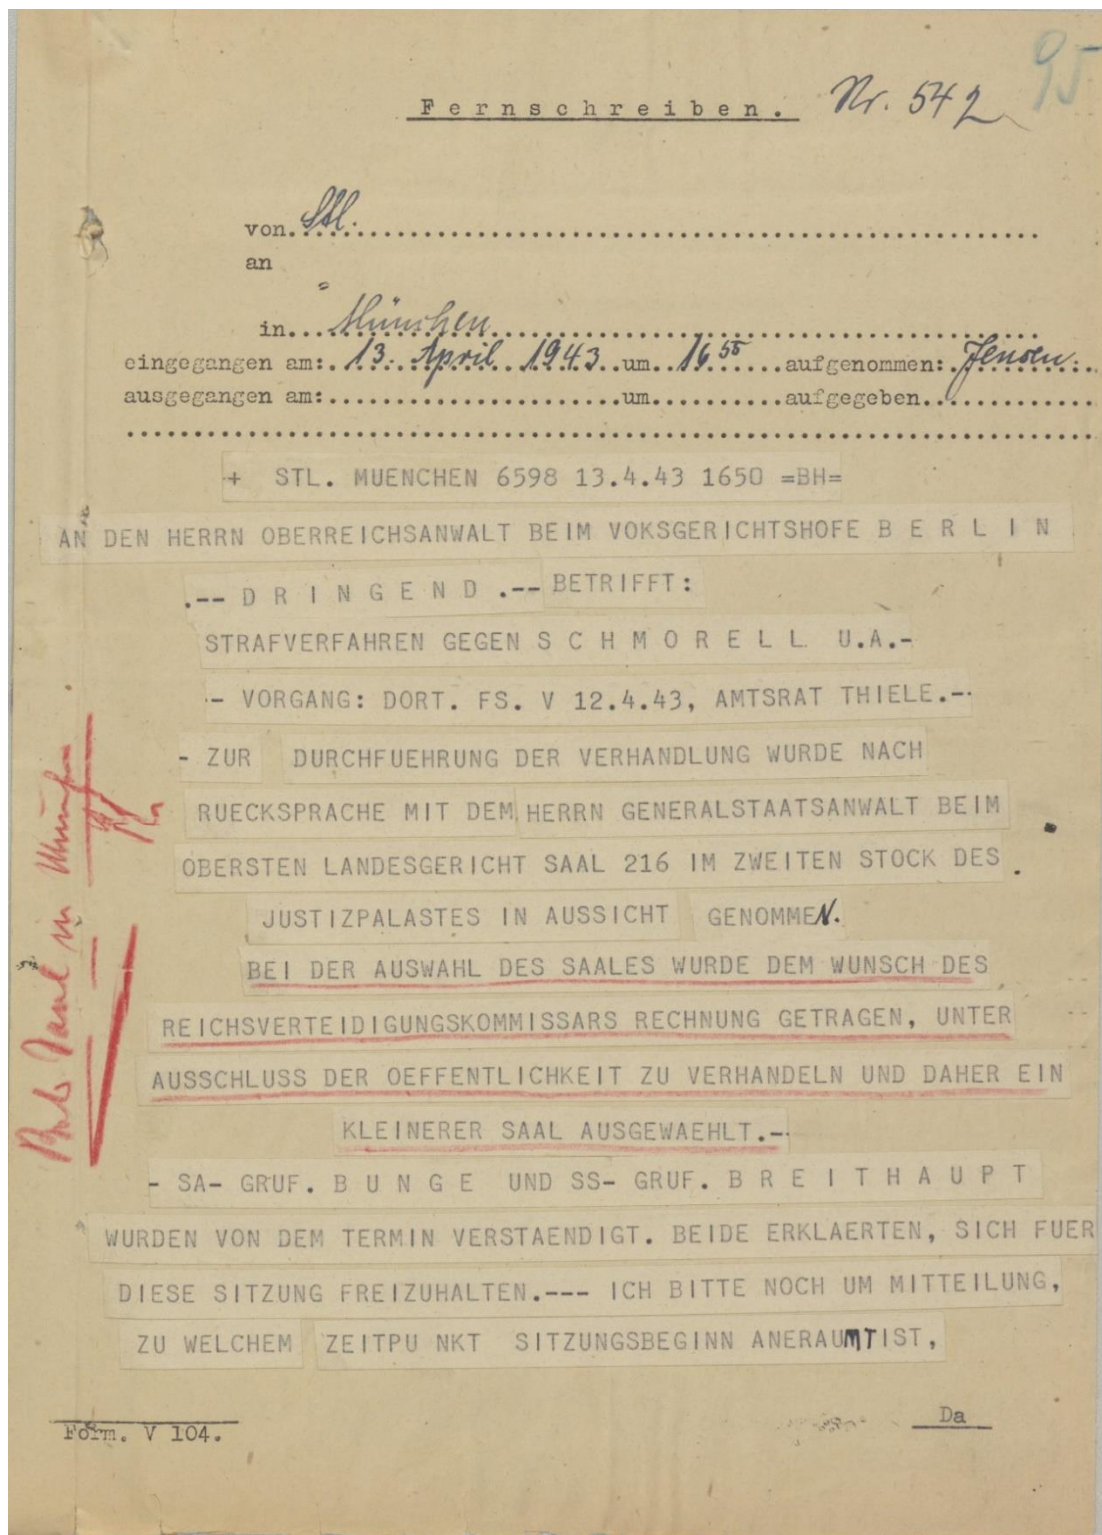 95
Fernschreiben. Nr. 542
von. Stl.
an
in München
eingegangen am: 13. April 1943 um 16 55 aufgenommen: Jensen.
ausgegangen am: um aufgegeben
+ STL. MUENCHEN 6598 13.4.43 1650 =BH=
AN DEN HERRN OBERREICHSANWALT BEIM VOKSGERICHTSHOFE B E R L I N
.-- D R I N G E N D .-- BETRIFFT:
STRAFVERFAHREN GEGEN S C H M O R E L L U.A.-
-- VORGANG: DORT. FS. V 12.4.43, AMTSRAT THIELE.-.
- ZUR DURCHFUEHRUNG DER VERHANDLUNG WURDE NACH
RUECKSPRACHE MIT DEM HERRN GENERALSTAATSANWALT BEIM
OBERSTEN LANDESGERICHT SAAL 216 IM ZWEITEN STOCK DES
JUSTIZPALASTES IN AUSSICHT GENOMMEN.
BEI DER AUSWAHL DES SAALES WURDE DEM WUNSCH DES
REICHSVERTEIDIGUNGSKOMMISSARS RECHNUNG GETRAGEN, UNTER
AUSSCHLUSS DER OEFFENTLICHKEIT ZU VERHANDELN UND DAHER EIN
KLEINERER SAAL AUSGEWAEHLT.-.
- SA- GRUF. B U N G E UND SS- GRUF. B R E I T H A U P T
WURDEN VON DEM TERMIN VERSTAENDIGT. BEIDE ERKLAERTEN, SICH FUER
DIESE SITZUNG FREIZUHALTEN.--- ICH BITTE NOCH UM MITTEILUNG,
ZU WELCHEM ZEITPU NKT SITZUNGSBEGINN ANERAUMTIST,
Form. V 104.
Da